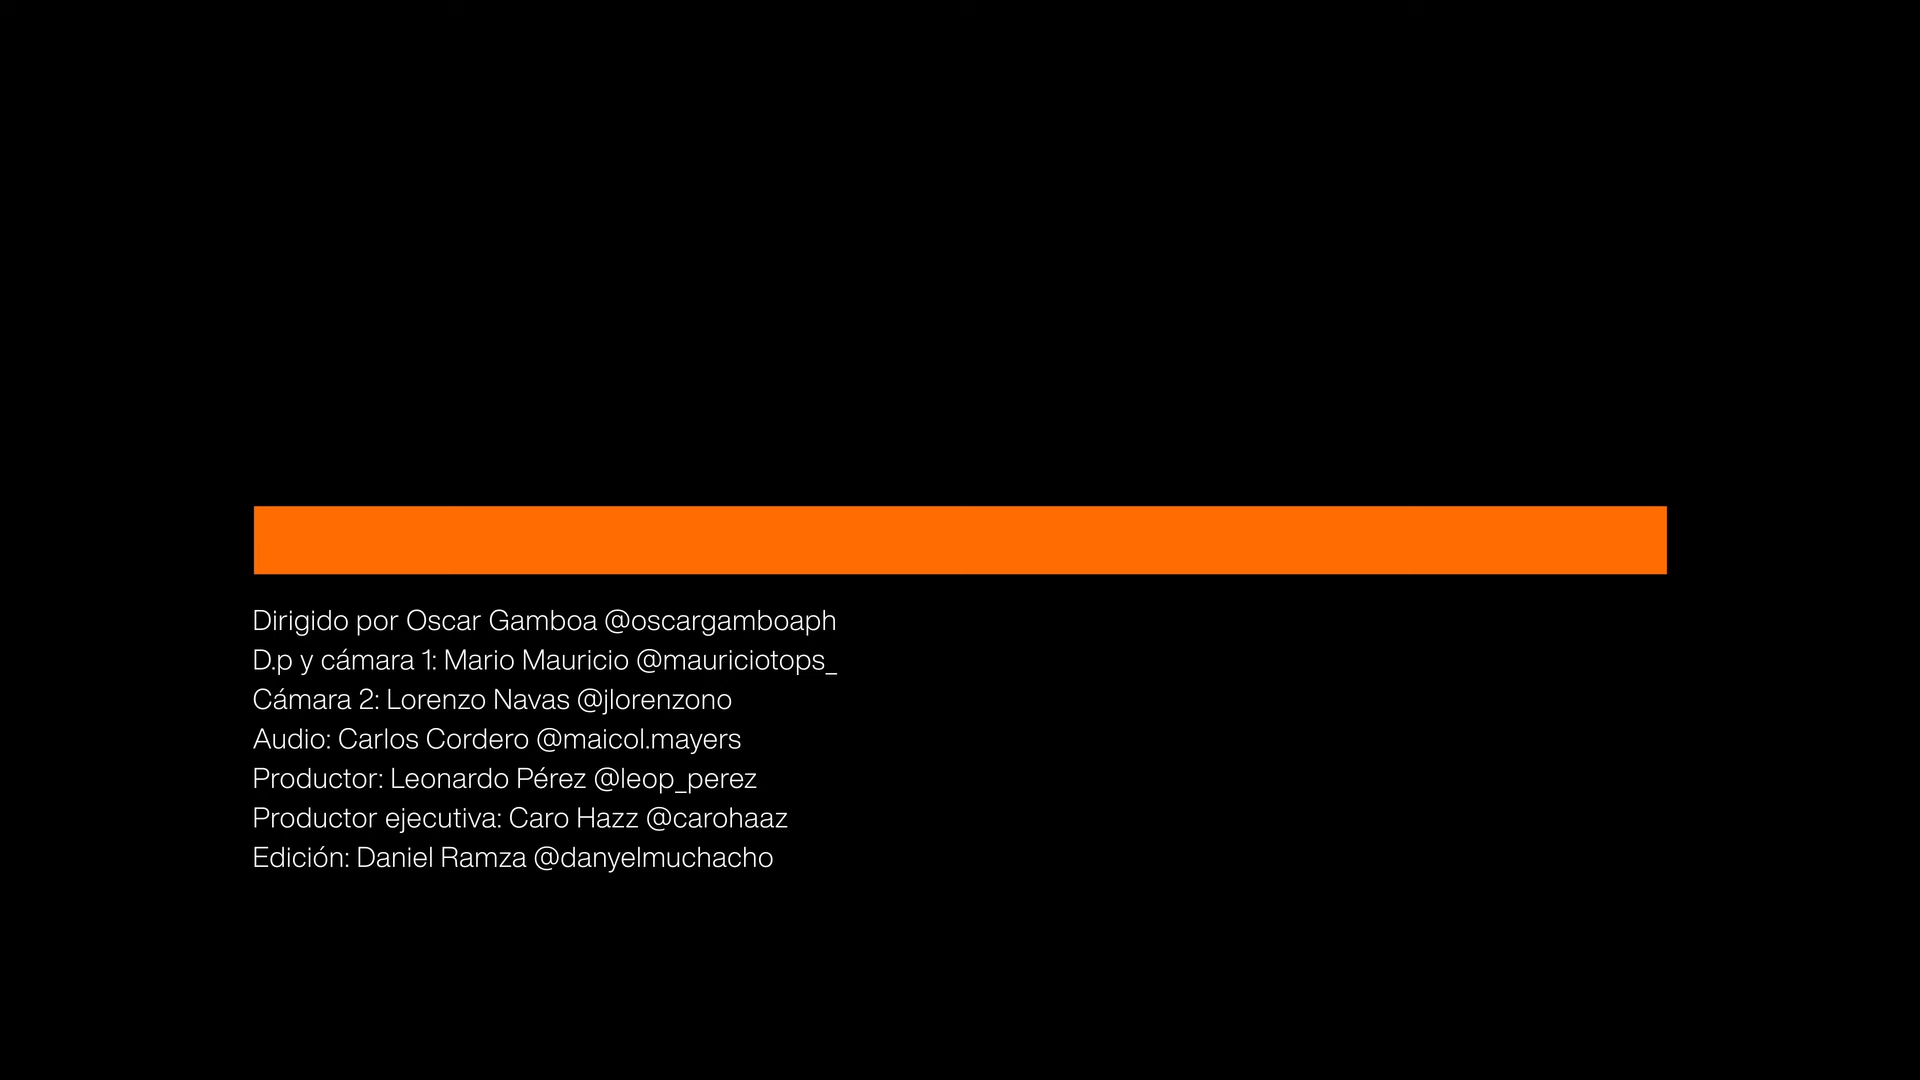 Dirigido por Oscar Gamboa @oscargamboaph
D.p y cámara 1: Mario Mauricio @mauriciotops_
Cámara 2: Lorenzo Navas @jlorenzono
Audio: Carlos Cordero @maicol.mayers
Productor: Leonardo Pérez @leop_perez
Productor ejecutiva: Caro Hazz @carohaaz
Edición: Daniel Ramza @danyelmuchacho